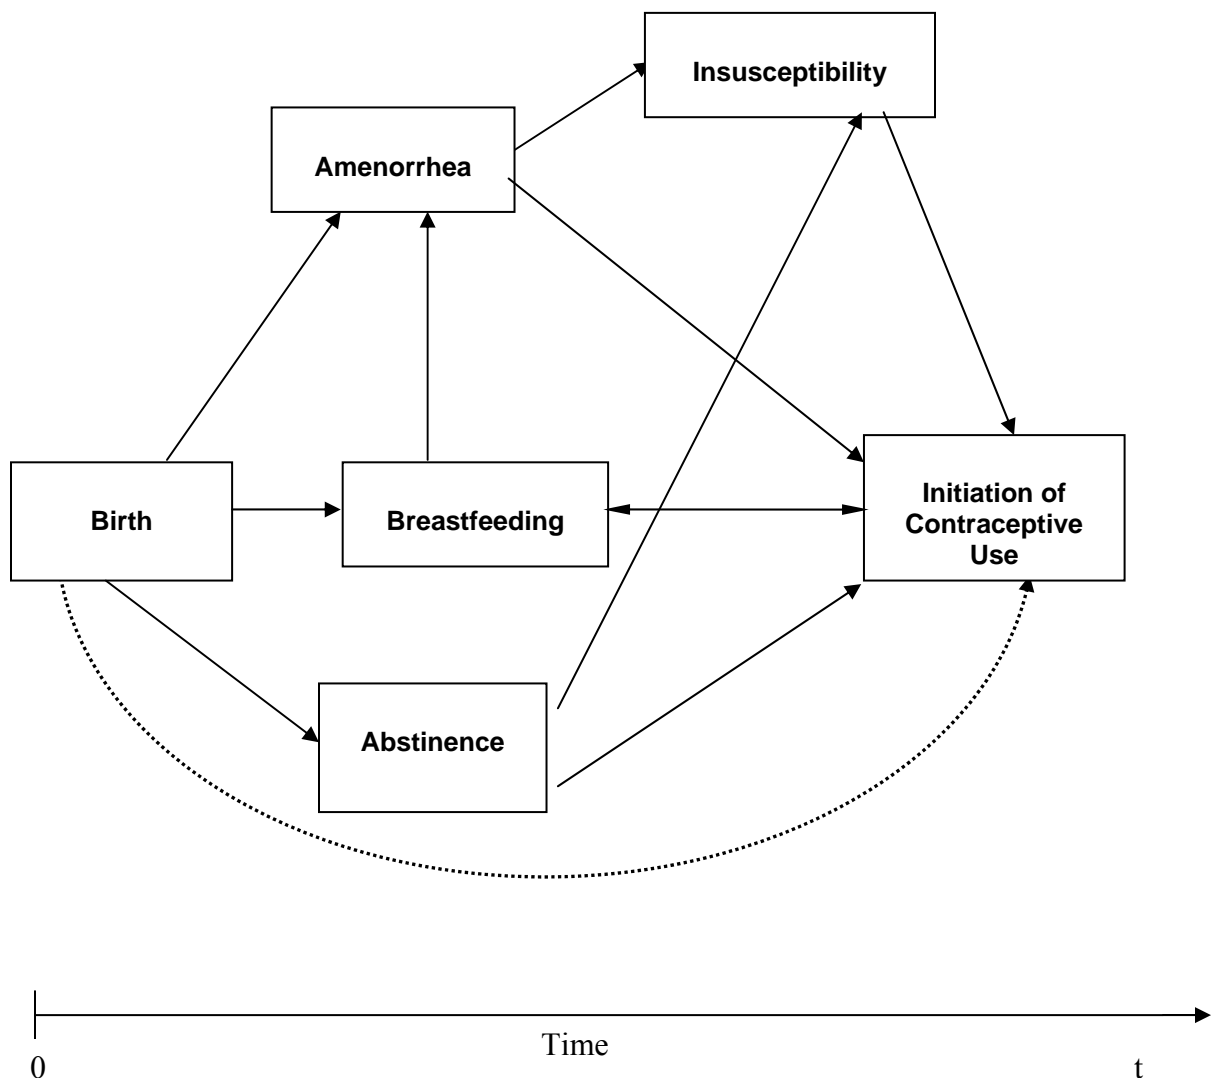 Insusceptibility
Amenorrhea
Birth
Breastfeeding
Initiation of
Contraceptive
Use
Abstinence
Time
0
t